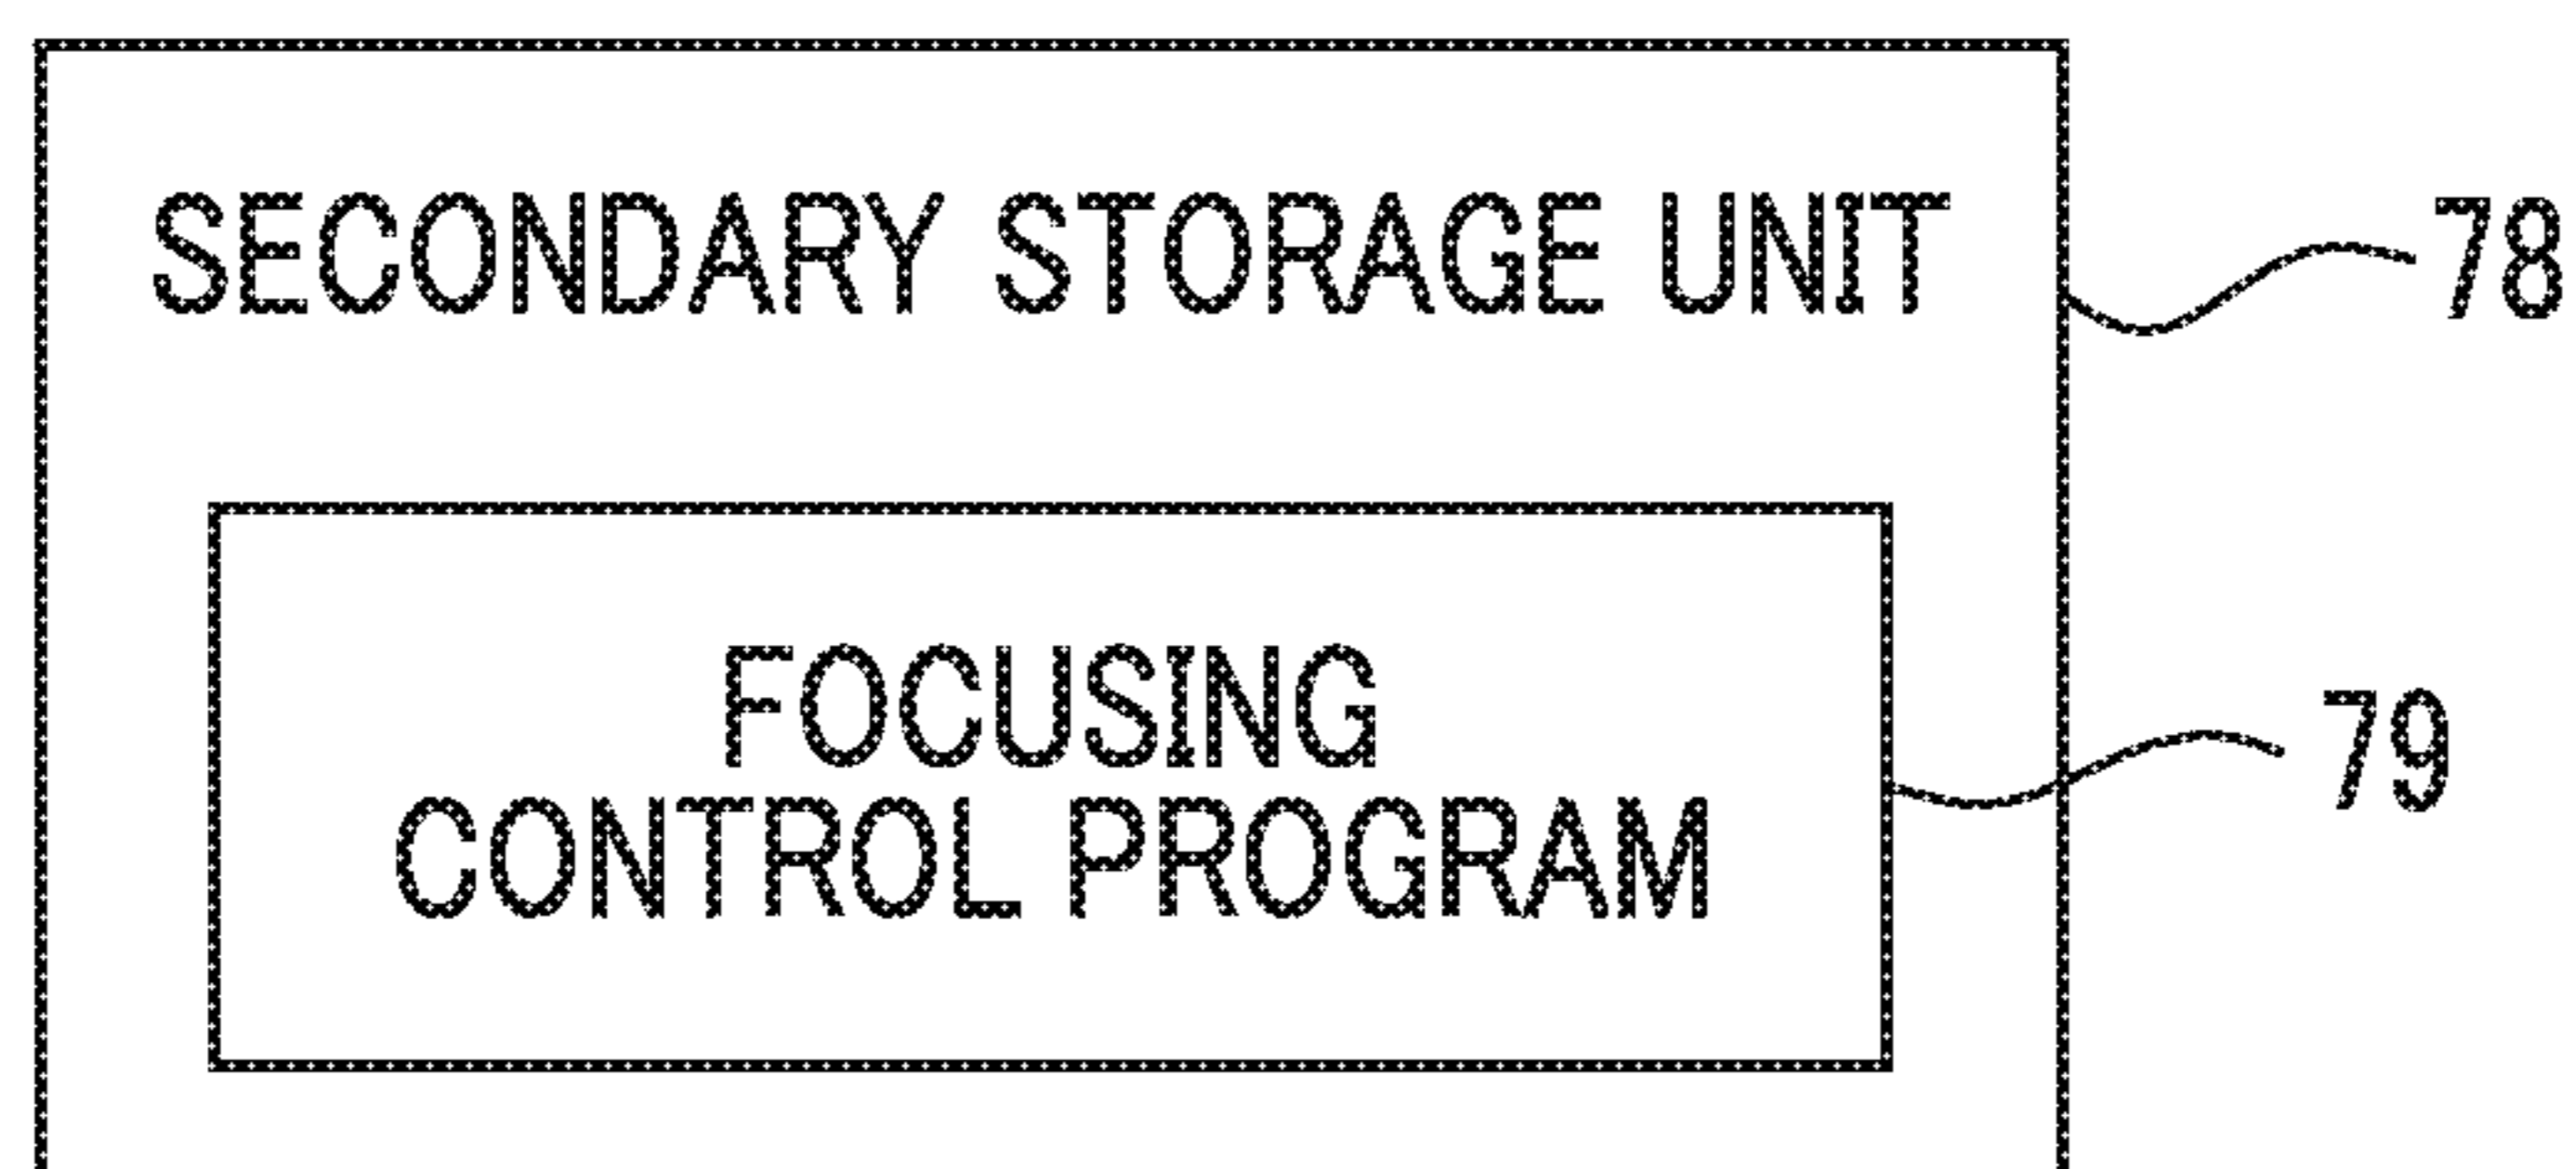 SECONDARY STORAGE UNIT
78
FOCUSING
CONTROL PROGRAM
79